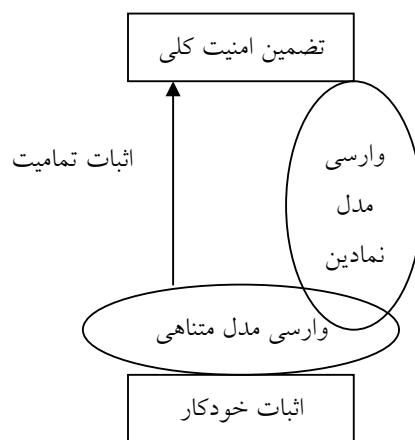 تضمین امنیت کلی
اثبات تمامیت
وارسی
مدل
نمادین
وارسی مدل متناهی
اثبات خودکار